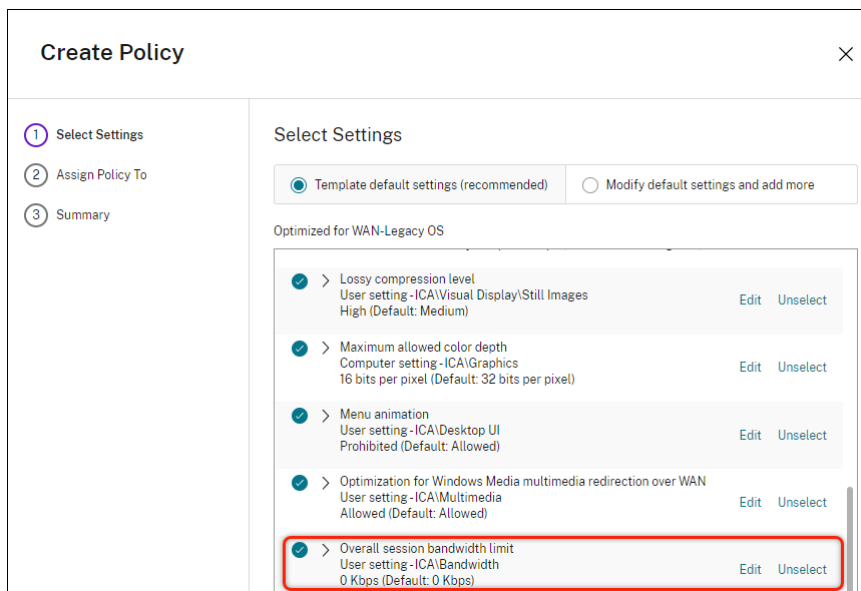 Create Policy
1 Select Settings
2 Assign Policy To
3 Summary
Select Settings
Template default settings (recommended)
Modify default settings and add more
Optimized for WAN-Legacy OS
Lossy compression level
User setting - ICA\Visual Display\Still Images
High (Default: Medium)
Edit Unselect
Maximum allowed color depth
Computer setting - ICA\Graphics
16 bits per pixel (Default: 32 bits per pixel)
Edit Unselect
Menu animation
User setting - ICA\Desktop UI
Prohibited (Default: Allowed)
Edit Unselect
Optimization for Windows Media multimedia redirection over WAN
User setting - ICA\Multimedia
Allowed (Default: Allowed)
Edit Unselect
Overall session bandwidth limit
User setting - ICA\Bandwidth
0 Kbps (Default: 0 Kbps)
Edit Unselect